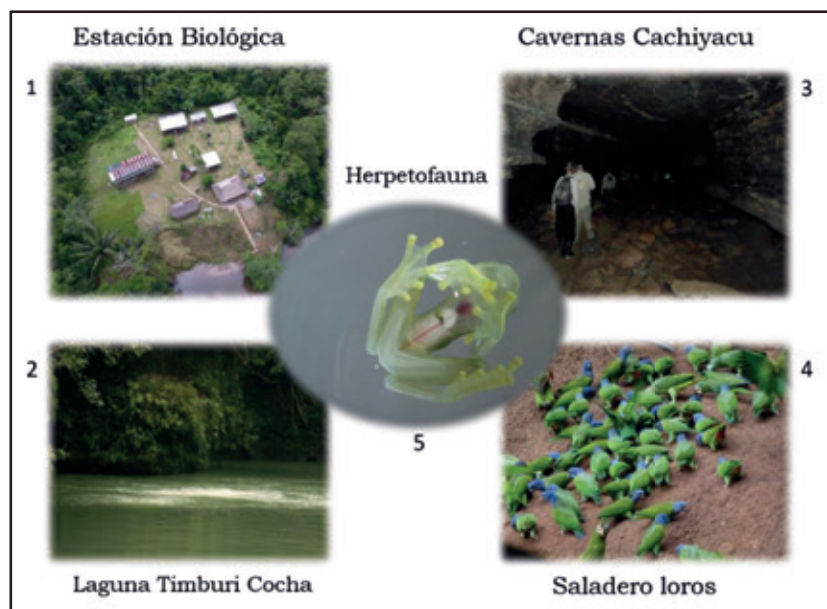 Estación Biológica
Cavernas Cachiyacu
1
3
Herpetofauna
2
4
5
Laguna Timburi Cocha
Saladero loros